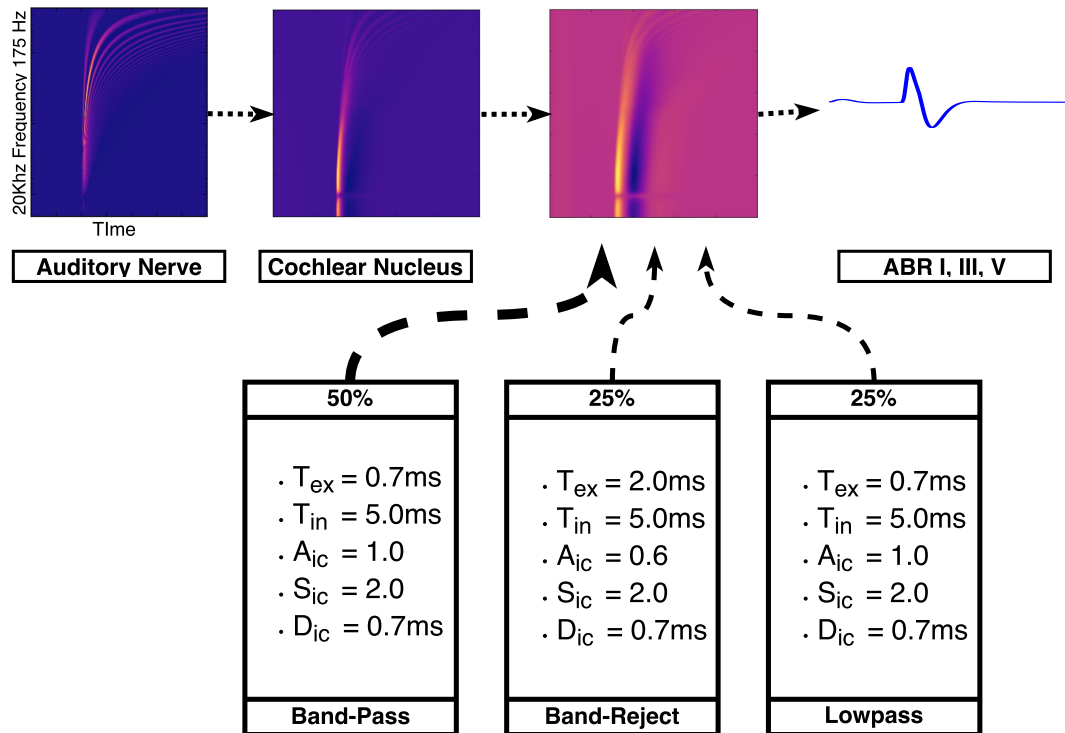 20Khz Frequency 175 Hz
TIme
Auditory Nerve
Cochlear Nucleus
ABR I, III, V
50%
. Tex = 0.7ms
. Tin = 5.0ms
. Aic = 1.0
. Sic = 2.0
. Dic = 0.7ms
Band-Pass
25%
. Tex = 2.0ms
. Tin = 5.0ms
. Aic = 0.6
. Sic = 2.0
. Dic = 0.7ms
Band-Reject
25%
. Tex = 0.7ms
. Tin = 5.0ms
. Aic = 1.0
. Sic = 2.0
. Dic = 0.7ms
Lowpass